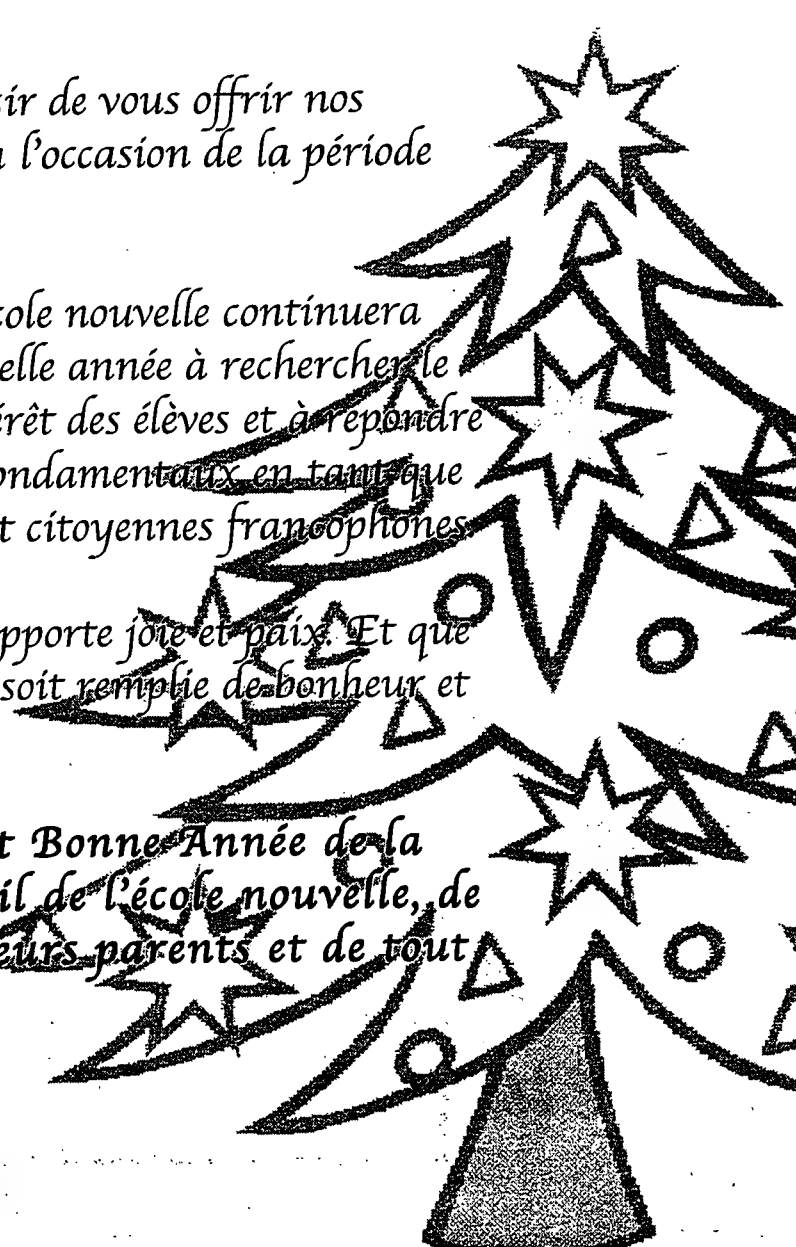 ir de vous offrir nos
l'occasion de la période
cole nouvelle continuera
elle année à rechercher le
érêt des élèves et à répondre
ondamentaux en tant que
t citoyennes francophones.
pporte joie et paix. Et que
soit remplie de bonheur et
t Bonne Année de la
il de l'école nouvelle, de
eurs parents et de tout